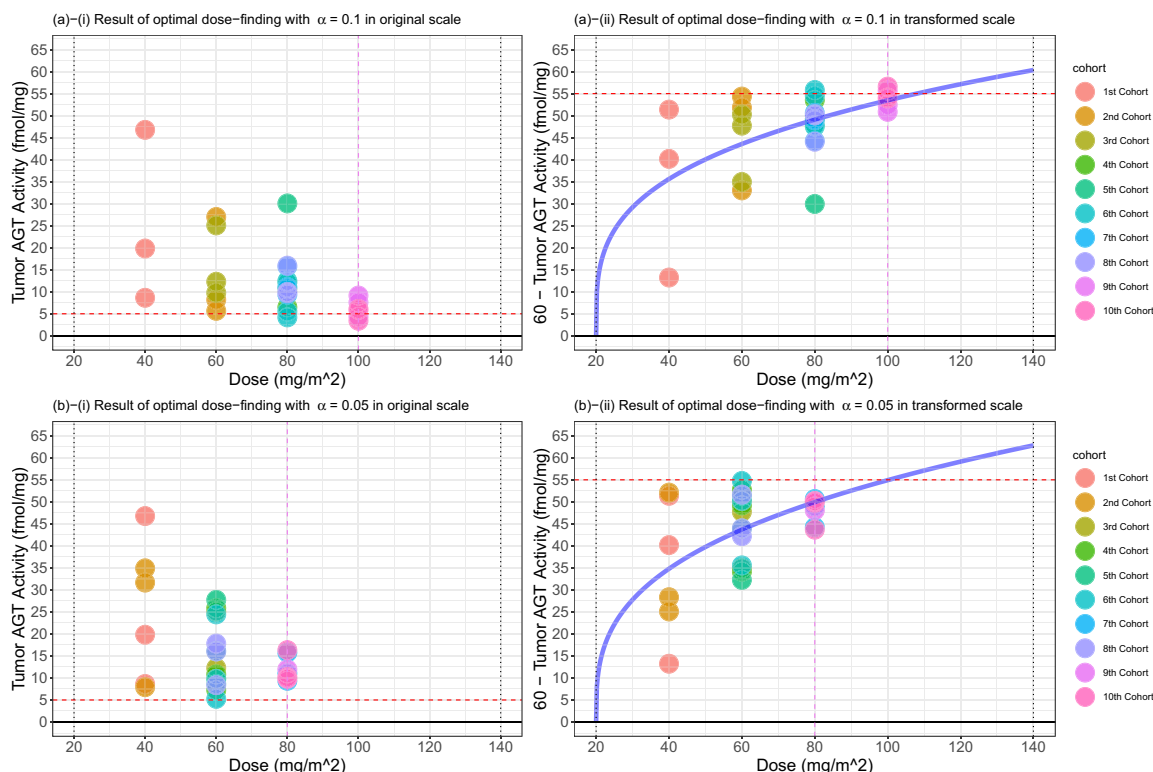 (a)−(i) Result of optimal dose−finding with α = 0.1 in original scale
Tumor AGT Activity (fmol/mg)
65
60
55
50
45
40
35
30
25
20
15
10
5
0
20
40
60
80
100
120
140
Dose (mg/m^2)
(a)−(ii) Result of optimal dose−finding with α = 0.1 in transformed scale
60 − Tumor AGT Activity (fmol/mg)
65
60
55
50
45
40
35
30
25
20
15
10
5
0
20
40
60
80
100
120
140
Dose (mg/m^2)
cohort
1st Cohort
2nd Cohort
3rd Cohort
4th Cohort
5th Cohort
6th Cohort
7th Cohort
8th Cohort
9th Cohort
10th Cohort
(b)−(i) Result of optimal dose−finding with α = 0.05 in original scale
Tumor AGT Activity (fmol/mg)
65
60
55
50
45
40
35
30
25
20
15
10
5
0
20
40
60
80
100
120
140
Dose (mg/m^2)
(b)−(ii) Result of optimal dose−finding with α = 0.05 in transformed scale
60 − Tumor AGT Activity (fmol/mg)
65
60
55
50
45
40
35
30
25
20
15
10
5
0
20
40
60
80
100
120
140
Dose (mg/m^2)
cohort
1st Cohort
2nd Cohort
3rd Cohort
4th Cohort
5th Cohort
6th Cohort
7th Cohort
8th Cohort
9th Cohort
10th Cohort